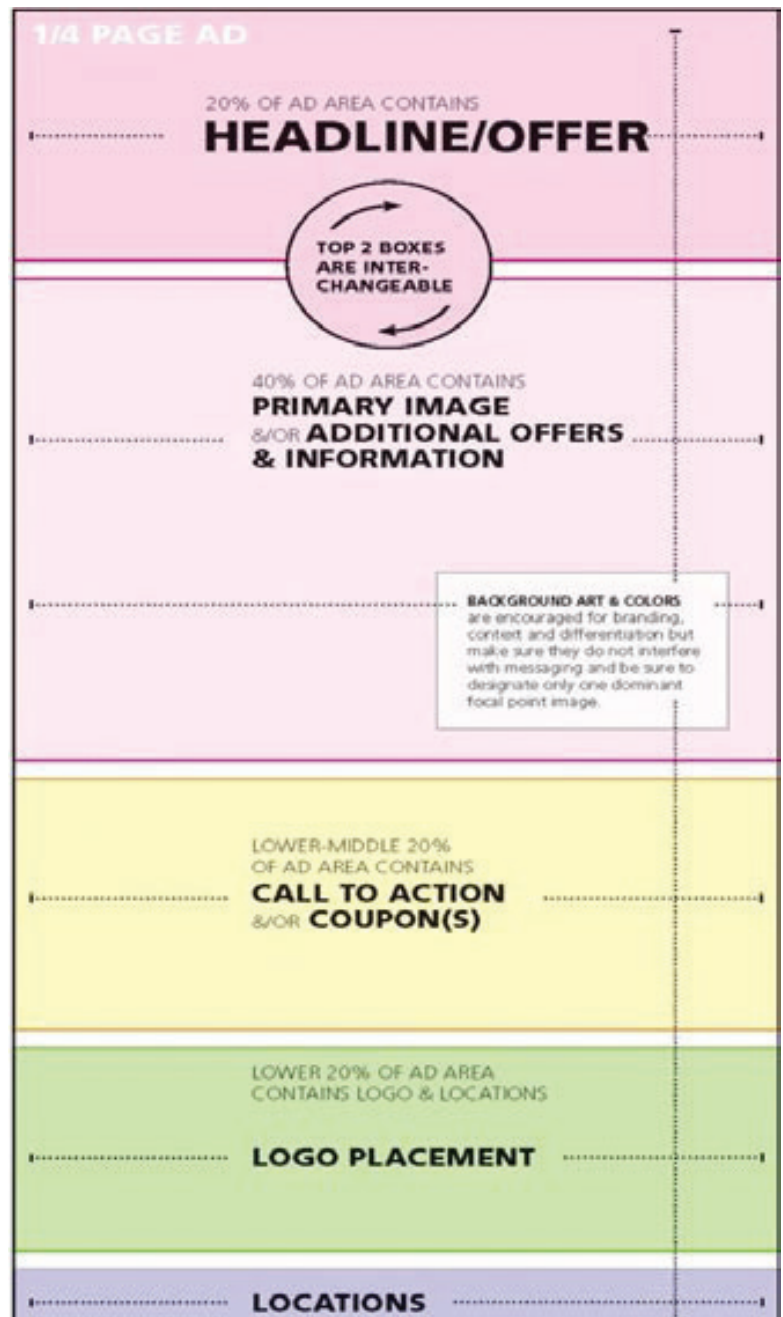 1/4 PAGE AD
20% OF AD AREA CONTAINS
HEADLINE/OFFER
TOP 2 BOXES
ARE INTER-
CHANGEABLE
40% OF AD AREA CONTAINS
PRIMARY IMAGE
&/OR ADDITIONAL OFFERS
& INFORMATION
BACKGROUND ART & COLORS
are encouraged for branding,
context and differentiation but
make sure they do not interfere
with messaging and be sure to
designate only one dominant
focal point image.
LOWER-MIDDLE 20%
OF AD AREA CONTAINS
CALL TO ACTION
&/OR COUPON(S)
LOWER 20% OF AD AREA
CONTAINS LOGO & LOCATIONS
LOGO PLACEMENT
LOCATIONS